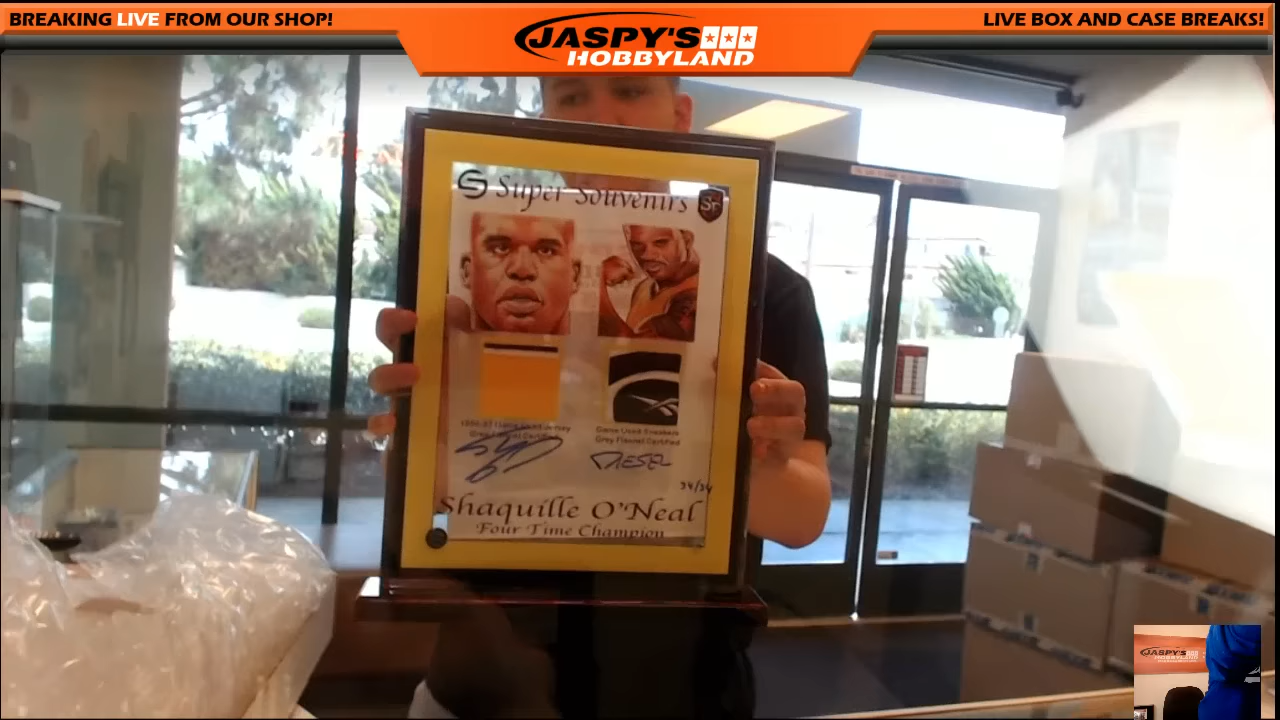 BREAKING LIVE FROM OUR SHOP!
JASPY'S
HOBBYLAND
LIVE BOX AND CASE BREAKS!
Super Souvenirs
Game Used Sneakers
Grey Flannel Certified
DIESEL
34/34
Shaquille O'Neal
Four Time Champion
JASPY'S
HOBBYLAND